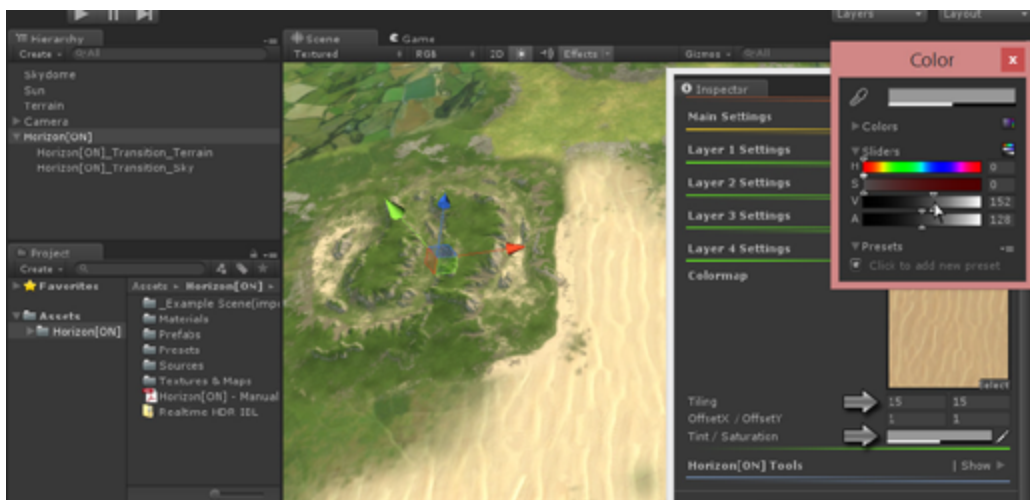 Layers
Layout
Hierarchy
Create
All
Skydome
Sun
Terrain
Camera
Horizon[ON]
Horizon[ON]_Transition_Terrain
Horizon[ON]_Transition_Sky
Project
Create
Favorites
Assets
Horizon[ON]
Assets ▸ Horizon[ON] ▸
_Example Scene(impo
Materials
Prefabs
Presets
Sources
Textures & Maps
Horizon[ON] - Manual
Realtime HDR IBL
Scene
Game
Textured
RGB
2D
Effects
Gizmos
All
Inspector
Main Settings
Layer 1 Settings
Layer 2 Settings
Layer 3 Settings
Layer 4 Settings
Colormap
Select
Tiling 15 15
OffsetX / OffsetY 1 1
Tint / Saturation
Horizon[ON] Tools | Show
Color
x
Colors
Sliders
H 0
S 0
V 152
A 128
Presets
Click to add new preset